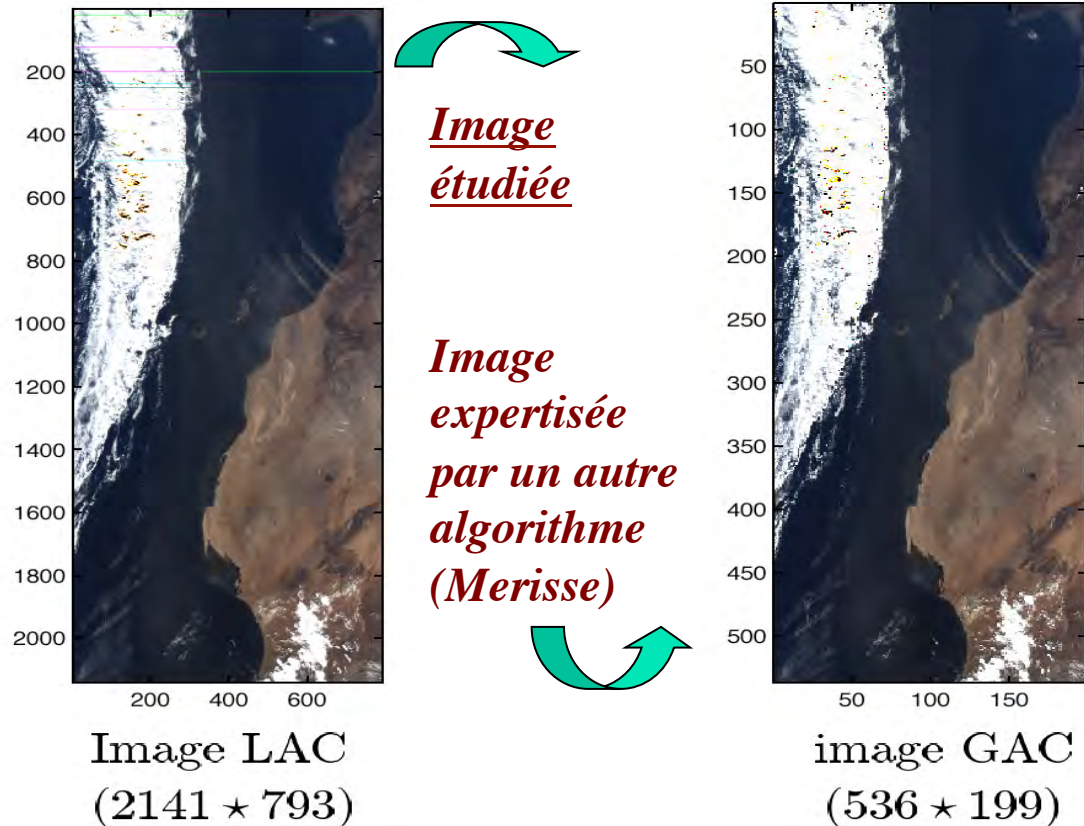 200
400
600
800
1000
1200
1400
1600
1800
2000
200 400 600
Image LAC
(2141 ⋆ 793)
Image
étudiée
Image
expertisée
par un autre
algorithme
(Merisse)
50
100
150
200
250
300
350
400
450
500
50 100 150
image GAC
(536 ⋆ 199)